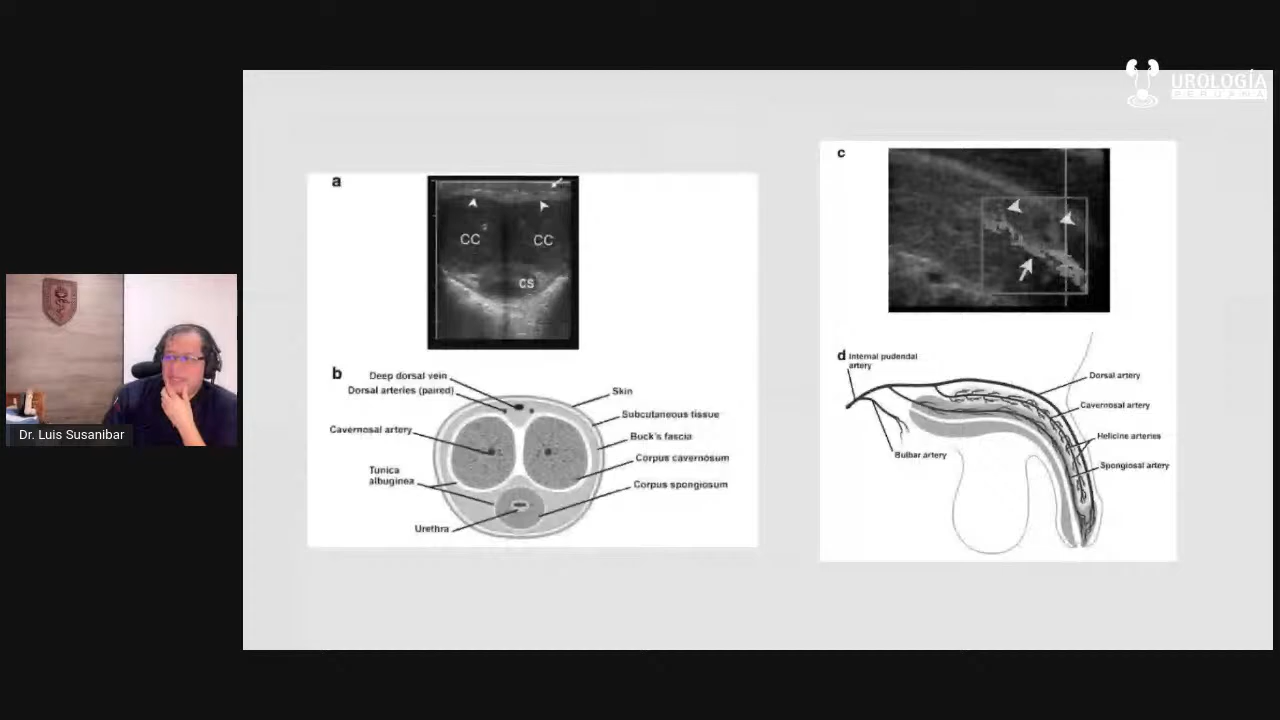 UROLOGÍA
PERUANA
a
CC
CC
CS
b
Deep dorsal vein
Dorsal arteries (paired)
Cavernosal artery
Tunica
albuginea
Urethra
Skin
Subcutaneous tissue
Buck's fascia
Corpus cavernosum
Corpus spongiosum
c
d
Internal pudendal
artery
Bulbar artery
Dorsal artery
Cavernosal artery
Helicine arteries
Spongiosal artery
Dr. Luis Susanibar